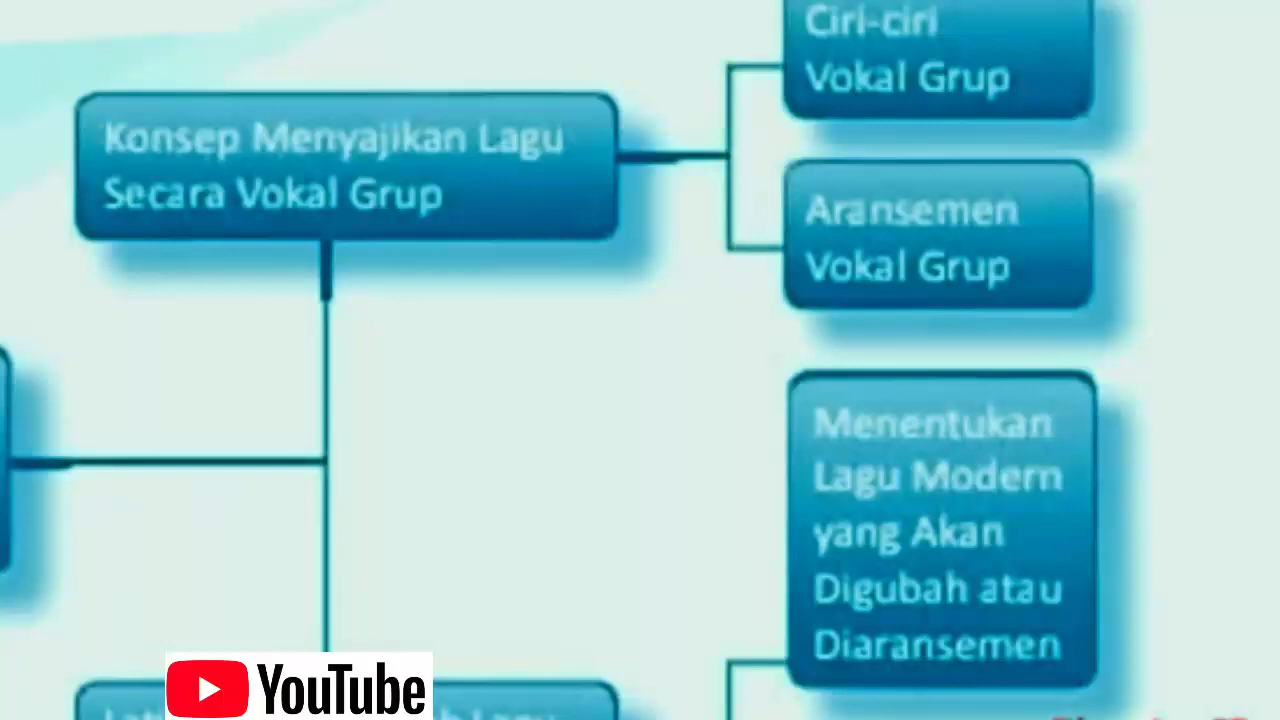 Konsep Menyajikan Lagu
Secara Vokal Grup
Ciri-ciri
Vokal Grup
Aransemen
Vokal Grup
Menentukan
Lagu Modern
yang Akan
Digubah atau
Diaransemen
YouTube
Lagu